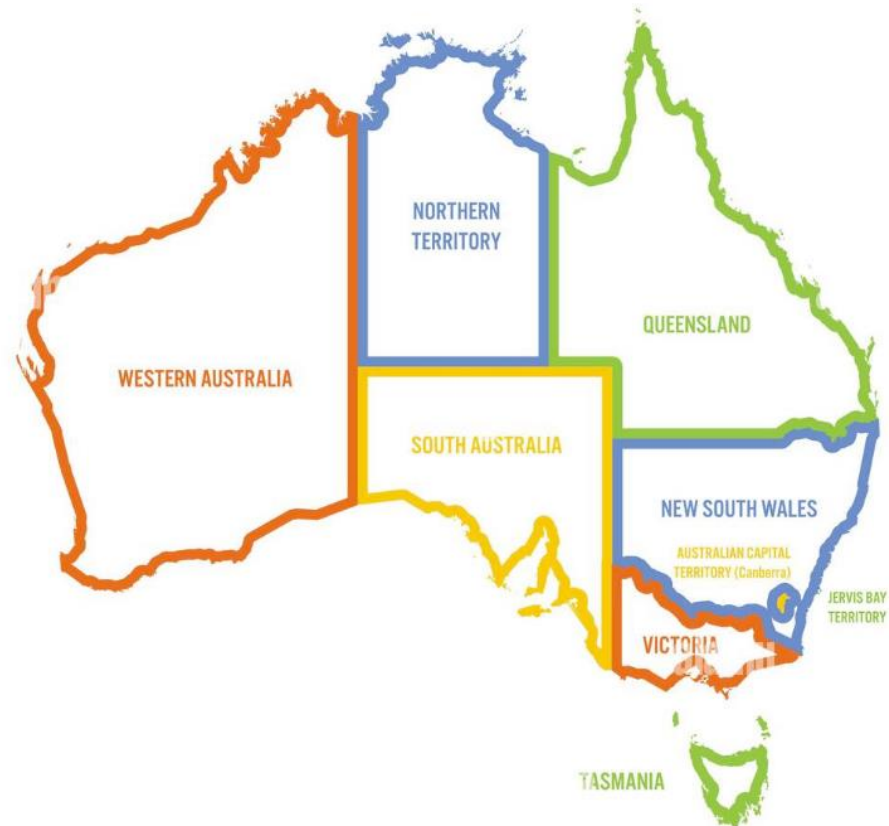 NORTHERN
TERRITORY
QUEENSLAND
WESTERN AUSTRALIA
SOUTH AUSTRALIA
NEW SOUTH WALES
AUSTRALIAN CAPITAL
TERRITORY (Canberra)
JERVIS BAY
TERRITORY
VICTORIA
TASMANIA